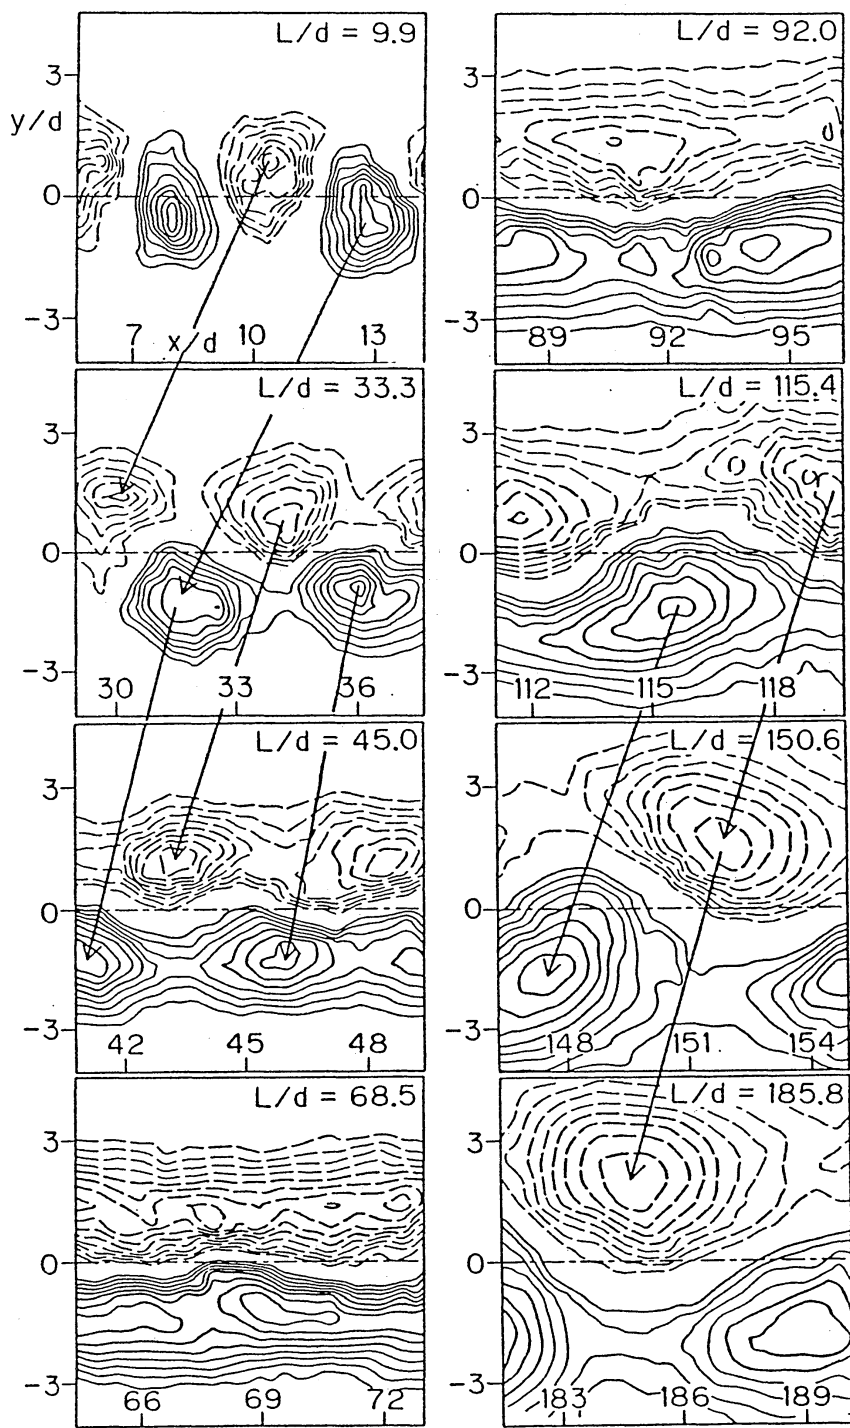 L/d = 9.9
3
y/d
0
-3
7 10 13
x/d
L/d = 33.3
3
0
-3
30 33 36
L/d = 45.0
3
0
-3
42 45 48
L/d = 68.5
3
0
-3
66 69 72
L/d = 92.0
3
0
-3
89 92 95
L/d = 115.4
3
0
-3
112 115 118
L/d = 150.6
3
0
-3
148 151 154
L/d = 185.8
3
0
-3
183 186 189